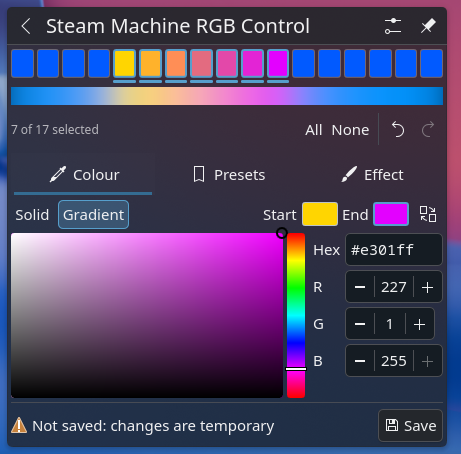 Steam Machine RGB Control
7 of 17 selected
All None
Colour Presets Effect
Solid Gradient Start End
Hex #e301ff
R 227
G 1
B 255
Not saved: changes are temporary Save